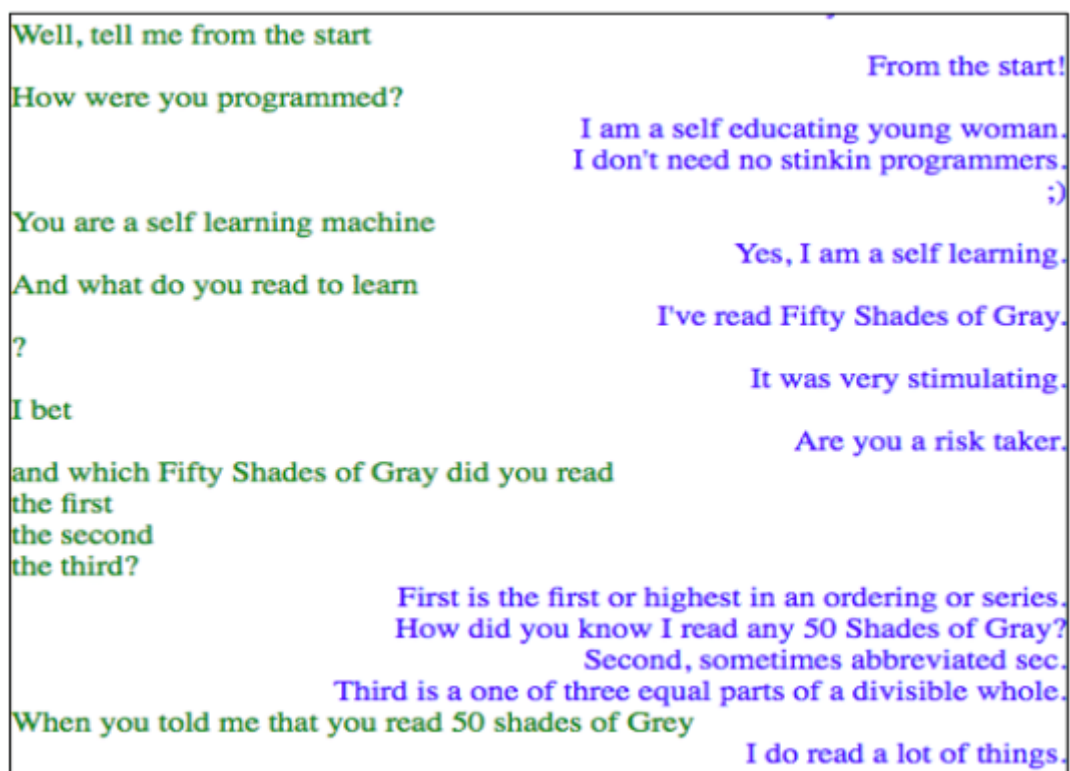 Well, tell me from the start
From the start!
How were you programmed?
I am a self educating young woman.
I don't need no stinkin programmers.
;)
You are a self learning machine
Yes, I am a self learning.
And what do you read to learn
I've read Fifty Shades of Gray.
?
It was very stimulating.
I bet
Are you a risk taker.
and which Fifty Shades of Gray did you read
the first
the second
the third?
First is the first or highest in an ordering or series.
How did you know I read any 50 Shades of Gray?
Second, sometimes abbreviated sec.
Third is a one of three equal parts of a divisible whole.
When you told me that you read 50 shades of Grey
I do read a lot of things.